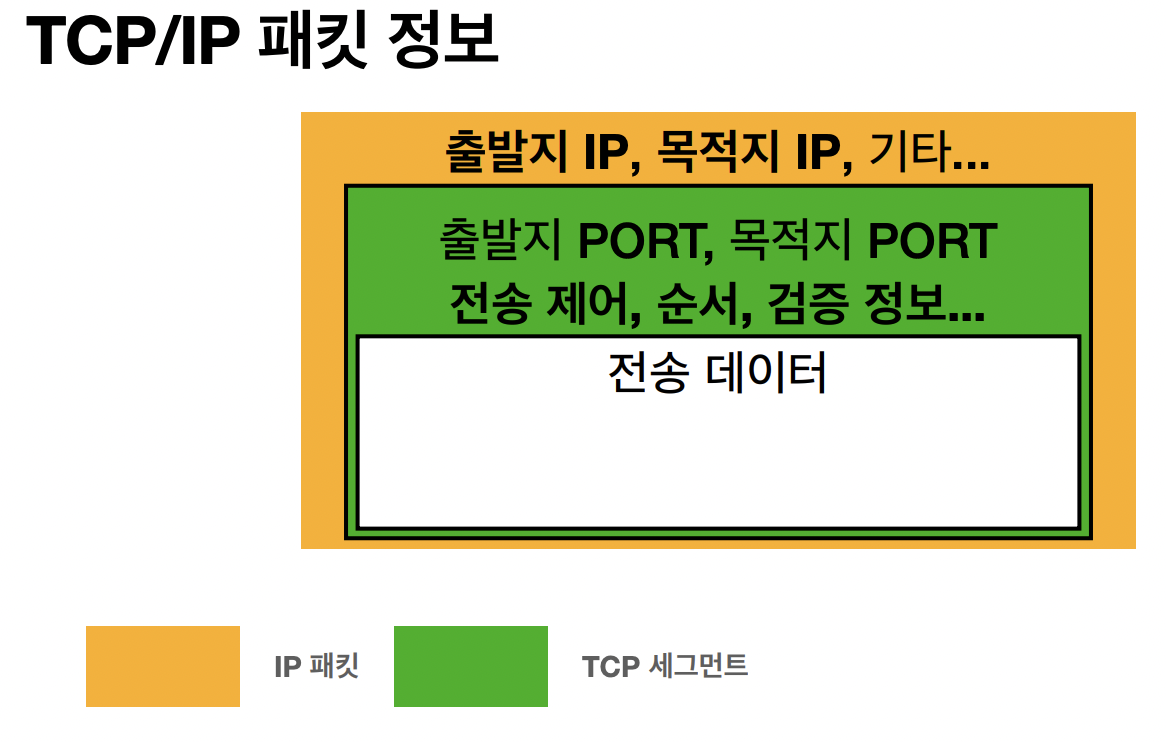 TCP/IP 패킷 정보
출발지 IP, 목적지 IP, 기타...
출발지 PORT, 목적지 PORT
전송 제어, 순서, 검증 정보...
전송 데이터
IP 패킷
TCP 세그먼트